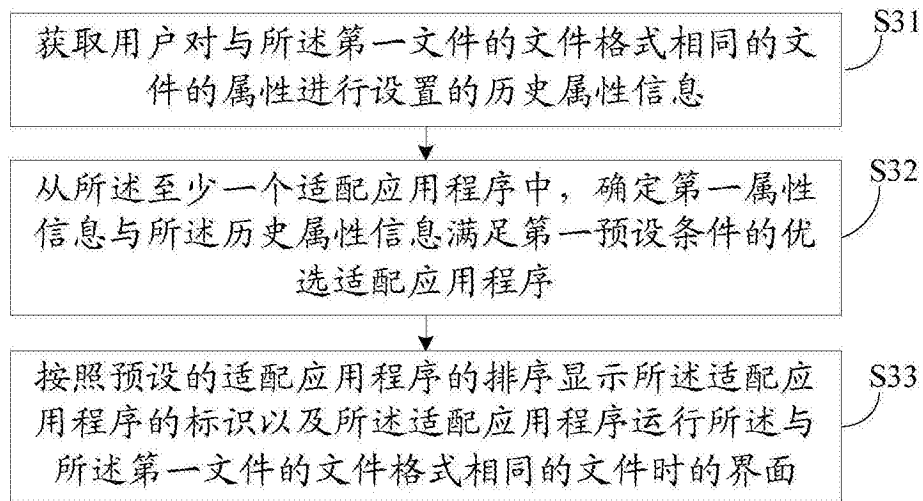 获取用户对与所述第一文件的文件格式相同的文
件的属性进行设置的历史属性信息
S31
从所述至少一个适配应用程序中，确定第一属性
信息与所述历史属性信息满足第一预设条件的优
选适配应用程序
S32
按照预设的适配应用程序的排序显示所述适配应
用程序的标识以及所述适配应用程序运行所述与
所述第一文件的文件格式相同的文件时的界面
S33